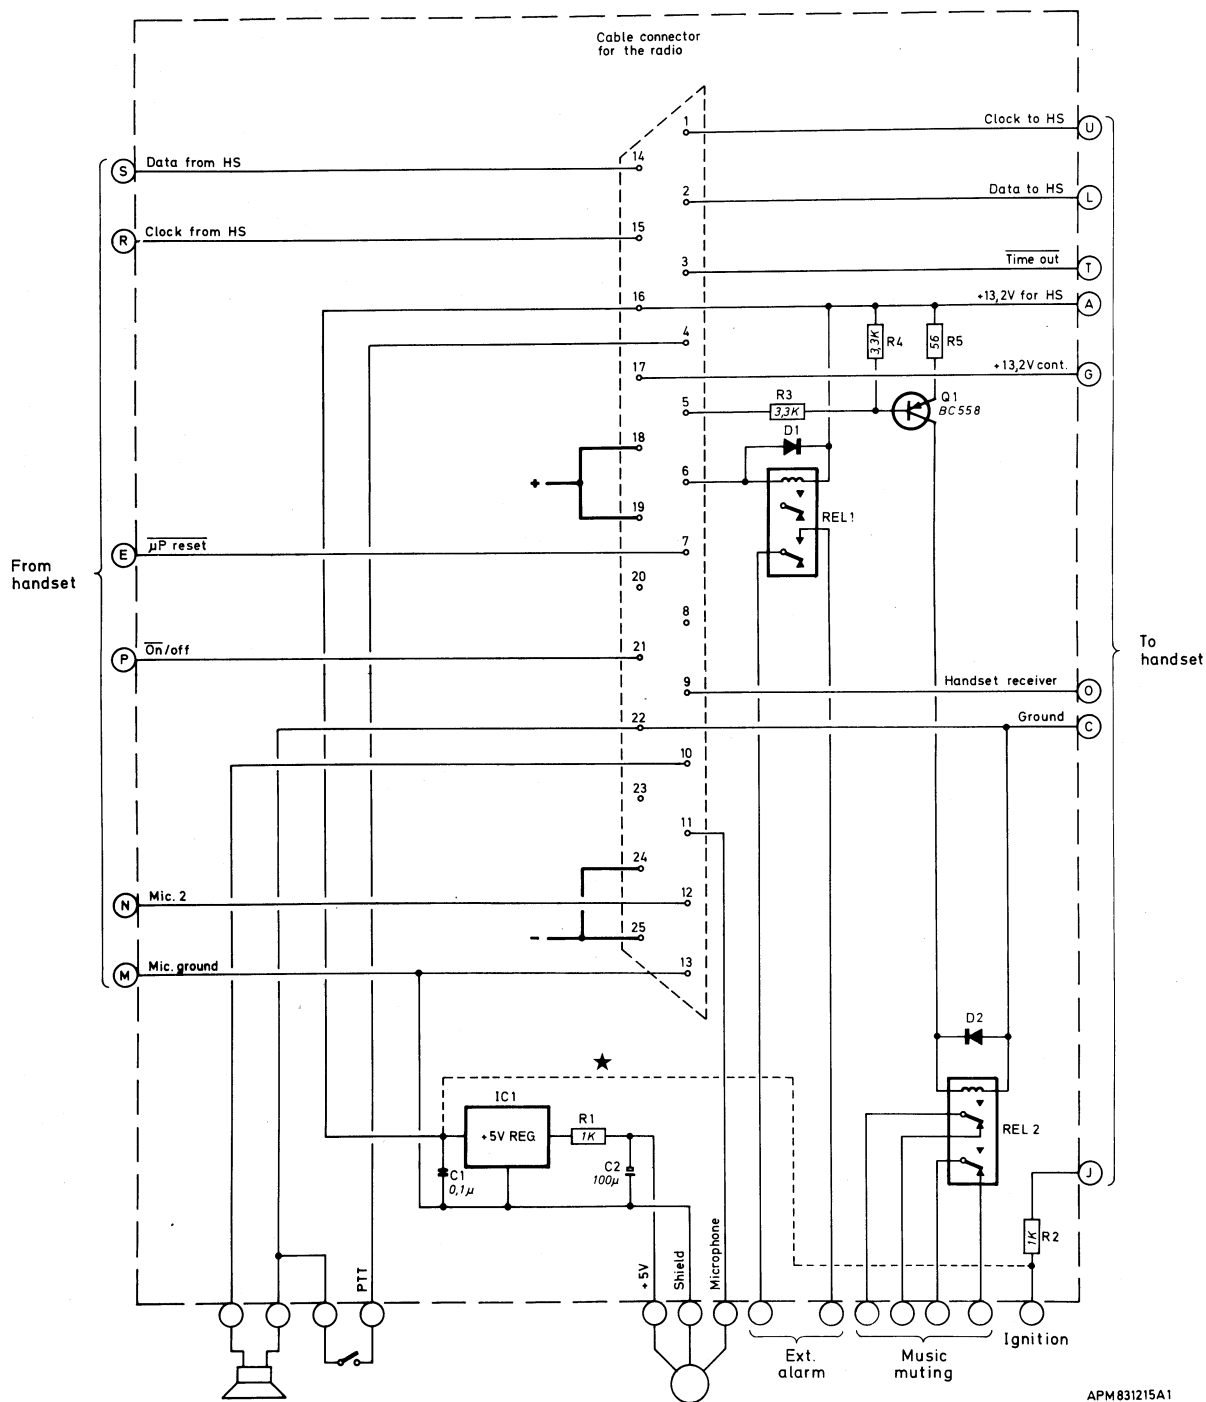 Cable connector
for the radio
1
Clock to HS
U
S
Data from HS
14
2
Data to HS
L
R
Clock from HS
15
3
Time out
T
16
+13,2V for HS
A
4
3,3K
R4
56
R5
17
+13,2V cont.
G
5
R3
3,3K
Q1
BC 558
D1
18
6
+
19
REL 1
E
µP reset
7
From
handset
20
8
P
On/off
21
To
handset
9
Handset receiver
O
22
Ground
C
10
23
11
24
N
Mic. 2
12
-
25
M
Mic. ground
13
D2
★
IC1
+5V REG.
R1
1K
REL 2
C1
0,1µ
C2
100µ
J
1K
R2
PTT
+5V
Shield
Microphone
Ext.
alarm
Music
muting
Ignition
APM831215A1